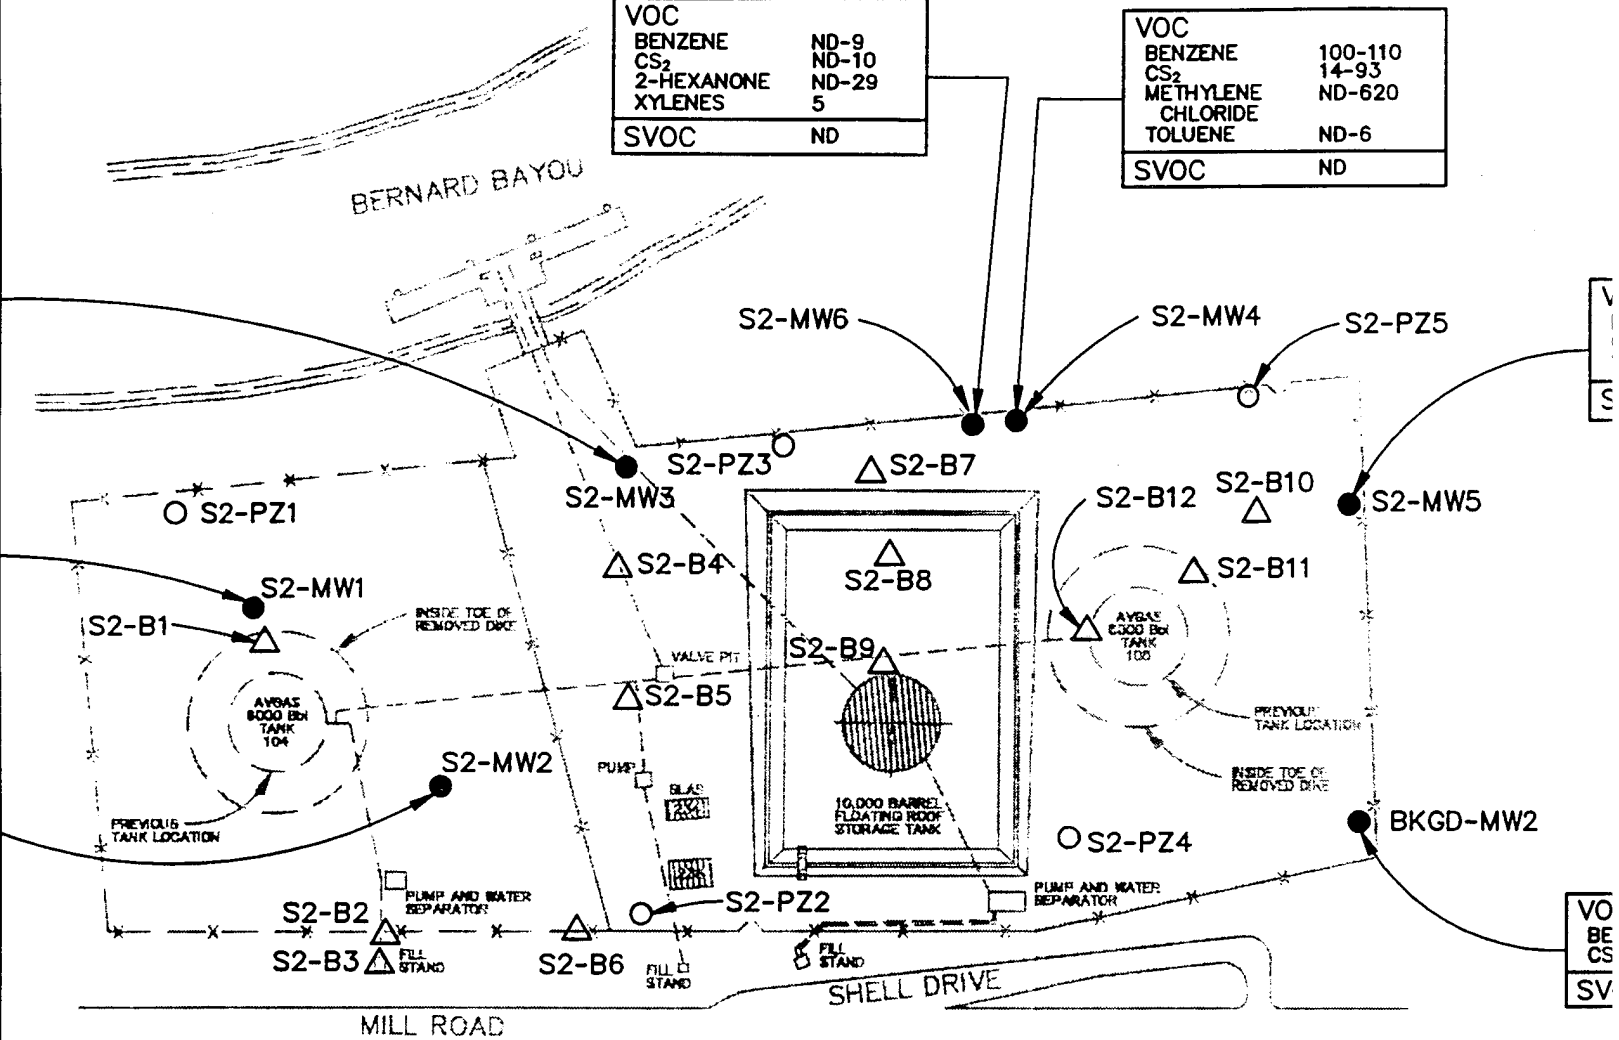 VOC
BENZENE ND-9
CS₂ ND-10
2-HEXANONE ND-29
XYLENES 5
SVOC ND
VOC
BENZENE 100-110
CS₂ 14-93
METHYLENE ND-620
CHLORIDE
TOLUENE ND-6
SVOC ND
BERNARD BAYOU
S2-MW6
S2-MW4
S2-PZ5
S2-PZ3
S2-B7
S2-MW3
S2-B12
S2-B10
S2-MW5
S2-PZ1
S2-B4
S2-B8
S2-B11
S2-MW1
S2-B1
INSIDE TOE OF
REMOVED DIKE
S2-B9
VALVE PIT
AVGAS
TANK
S2-B5
AVGAS
8000 Bbl
TANK
104
PREVIOUS
TANK LOCATION
S2-MW2
PUMP
SLAB
INSIDE TOE OF
REMOVED DIKE
PREVIOUS
TANK LOCATION
10,000 BARREL
FLOATING ROOF
STORAGE TANK
S2-PZ4
BKGD-MW2
PUMP AND WATER
SEPARATOR
PUMP AND WATER
SEPARATOR
S2-PZ2
S2-B2
S2-B3
FILL
STAND
S2-B6
FILL
STAND
FILL
STAND
VO
BE
CS
SV
SHELL DRIVE
MILL ROAD